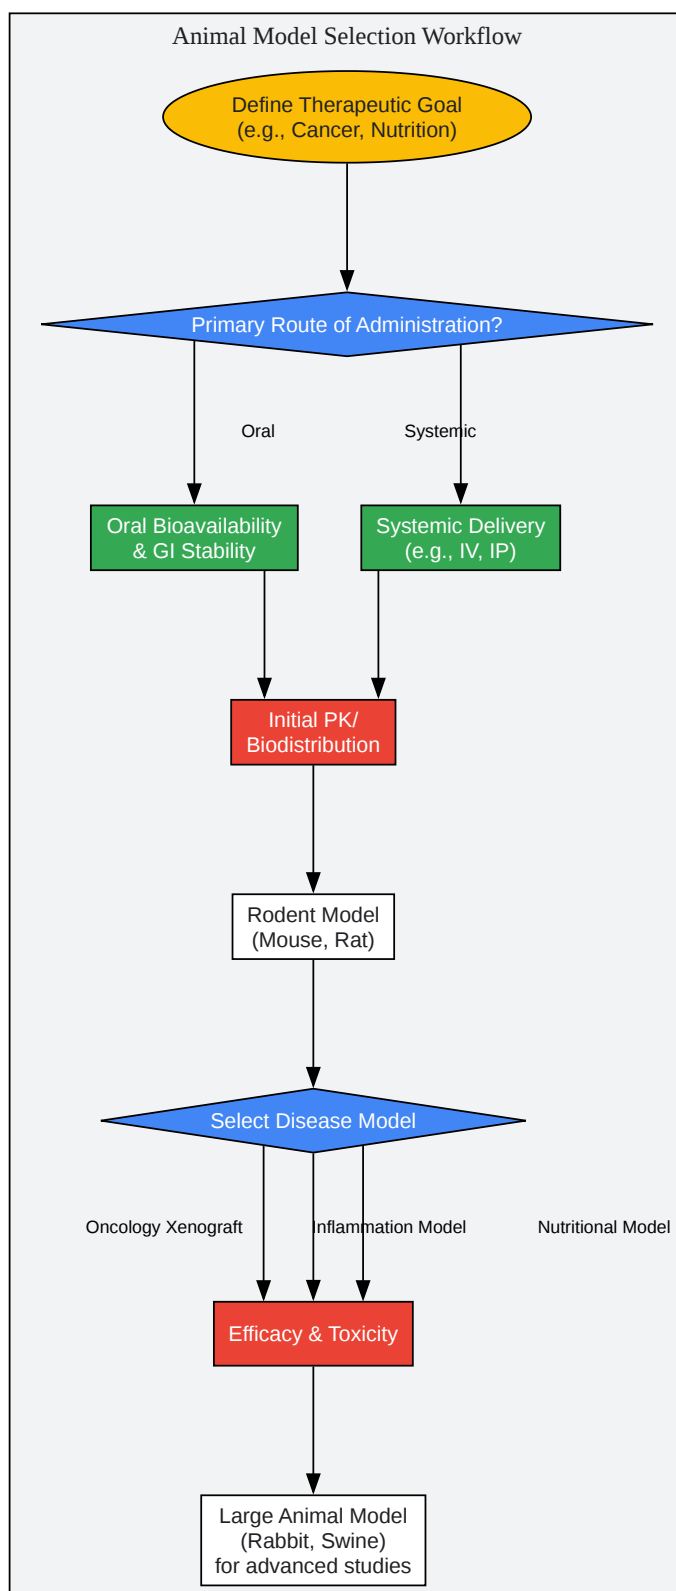 Animal Model Selection Workflow
Define Therapeutic Goal
(e.g., Cancer, Nutrition)
Primary Route of Administration?
Oral
Systemic
Oral Bioavailability
& GI Stability
Systemic Delivery
(e.g., IV, IP)
Initial PK/
Biodistribution
Rodent Model
(Mouse, Rat)
Select Disease Model
Oncology Xenograft
Inflammation Model
Nutritional Model
Efficacy & Toxicity
Large Animal Model
(Rabbit, Swine)
for advanced studies